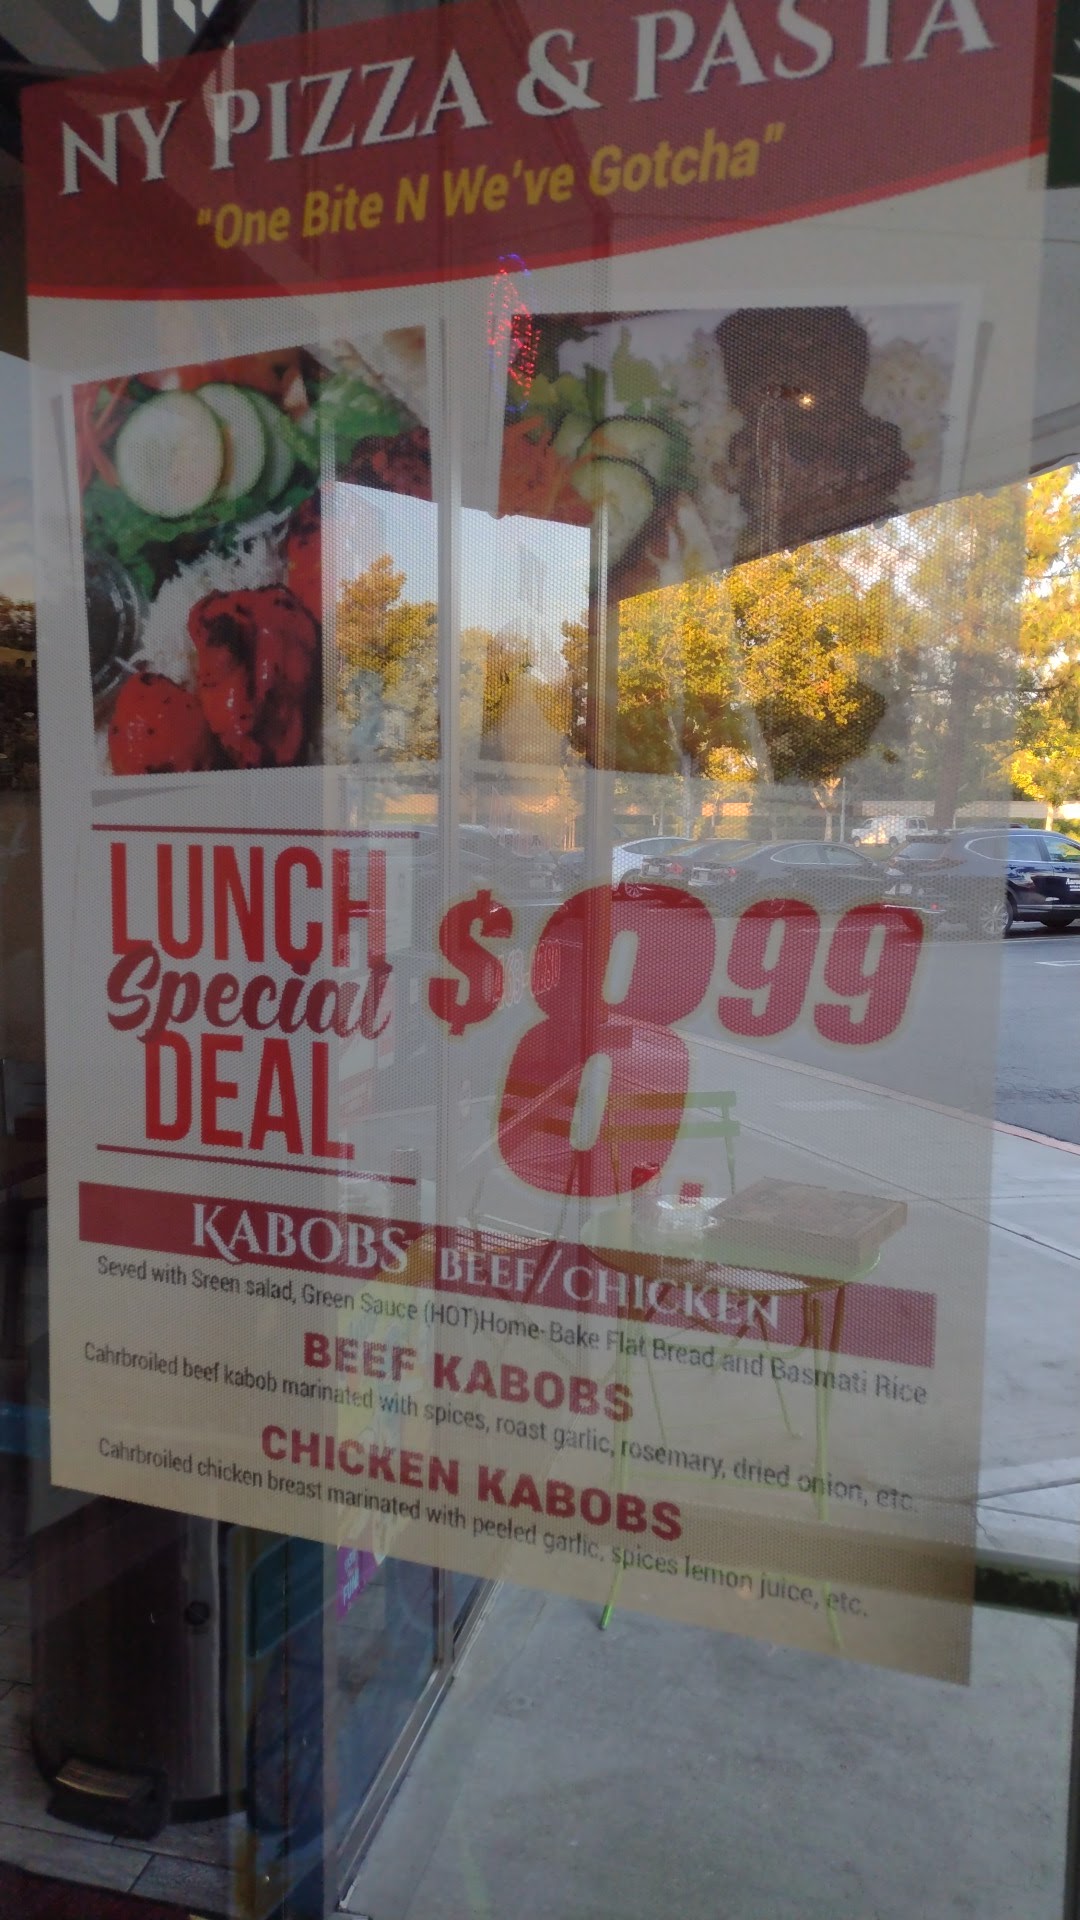 NY PIZZA & PASTA
"One Bite N We've Gotcha"
LUNCH
Special
DEAL
$8.99
KABOBS BEEF/CHICKEN
Seved with Sreen salad, Green Sauce (HOT)Home-Bake Flat Bread and Basmati Rice
BEEF KABOBS
Cahrbroiled beef kabob marinated with spices, roast garlic, rosemary, dried onion, etc.
CHICKEN KABOBS
Cahrbroiled chicken breast marinated with peeled garlic, spices lemon juice, etc.